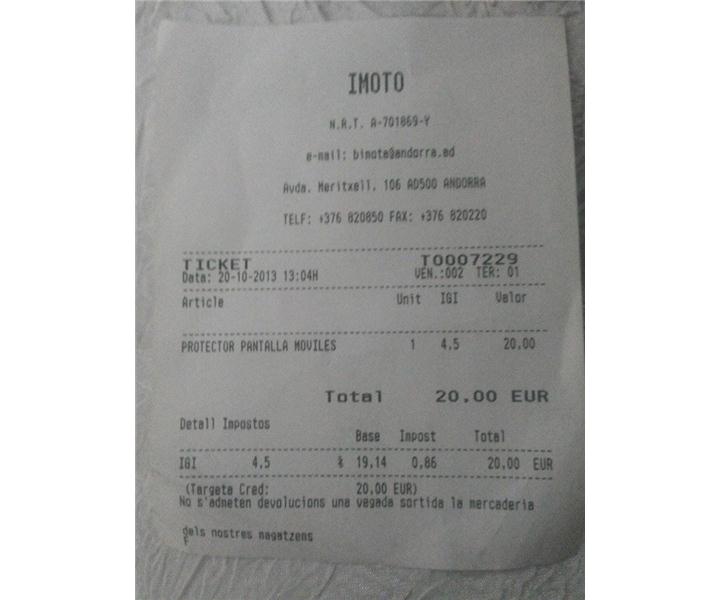 IMOTO
N.R.T. A-701869-Y
e-mail: bimoto@andorra.ad
Avda. Meritxell, 106 AD500 ANDORRA
TELF: +376 820850 FAX: +376 820220
TICKET T0007229
Data: 20-10-2013 13:04H VEN.:002 TER: 01
Article Unit IGI Valor
PROTECTOR PANTALLA MOVILES 1 4,5 20,00
Total 20,00 EUR
Detall Impostos
Base Impost Total
IGI 4,5 % 19,14 0,86 20,00 EUR
(Targeta Cred: 20,00 EUR)
No s'admeten devolucions una vegada sortida la mercaderia
dels nostres magatzens
F